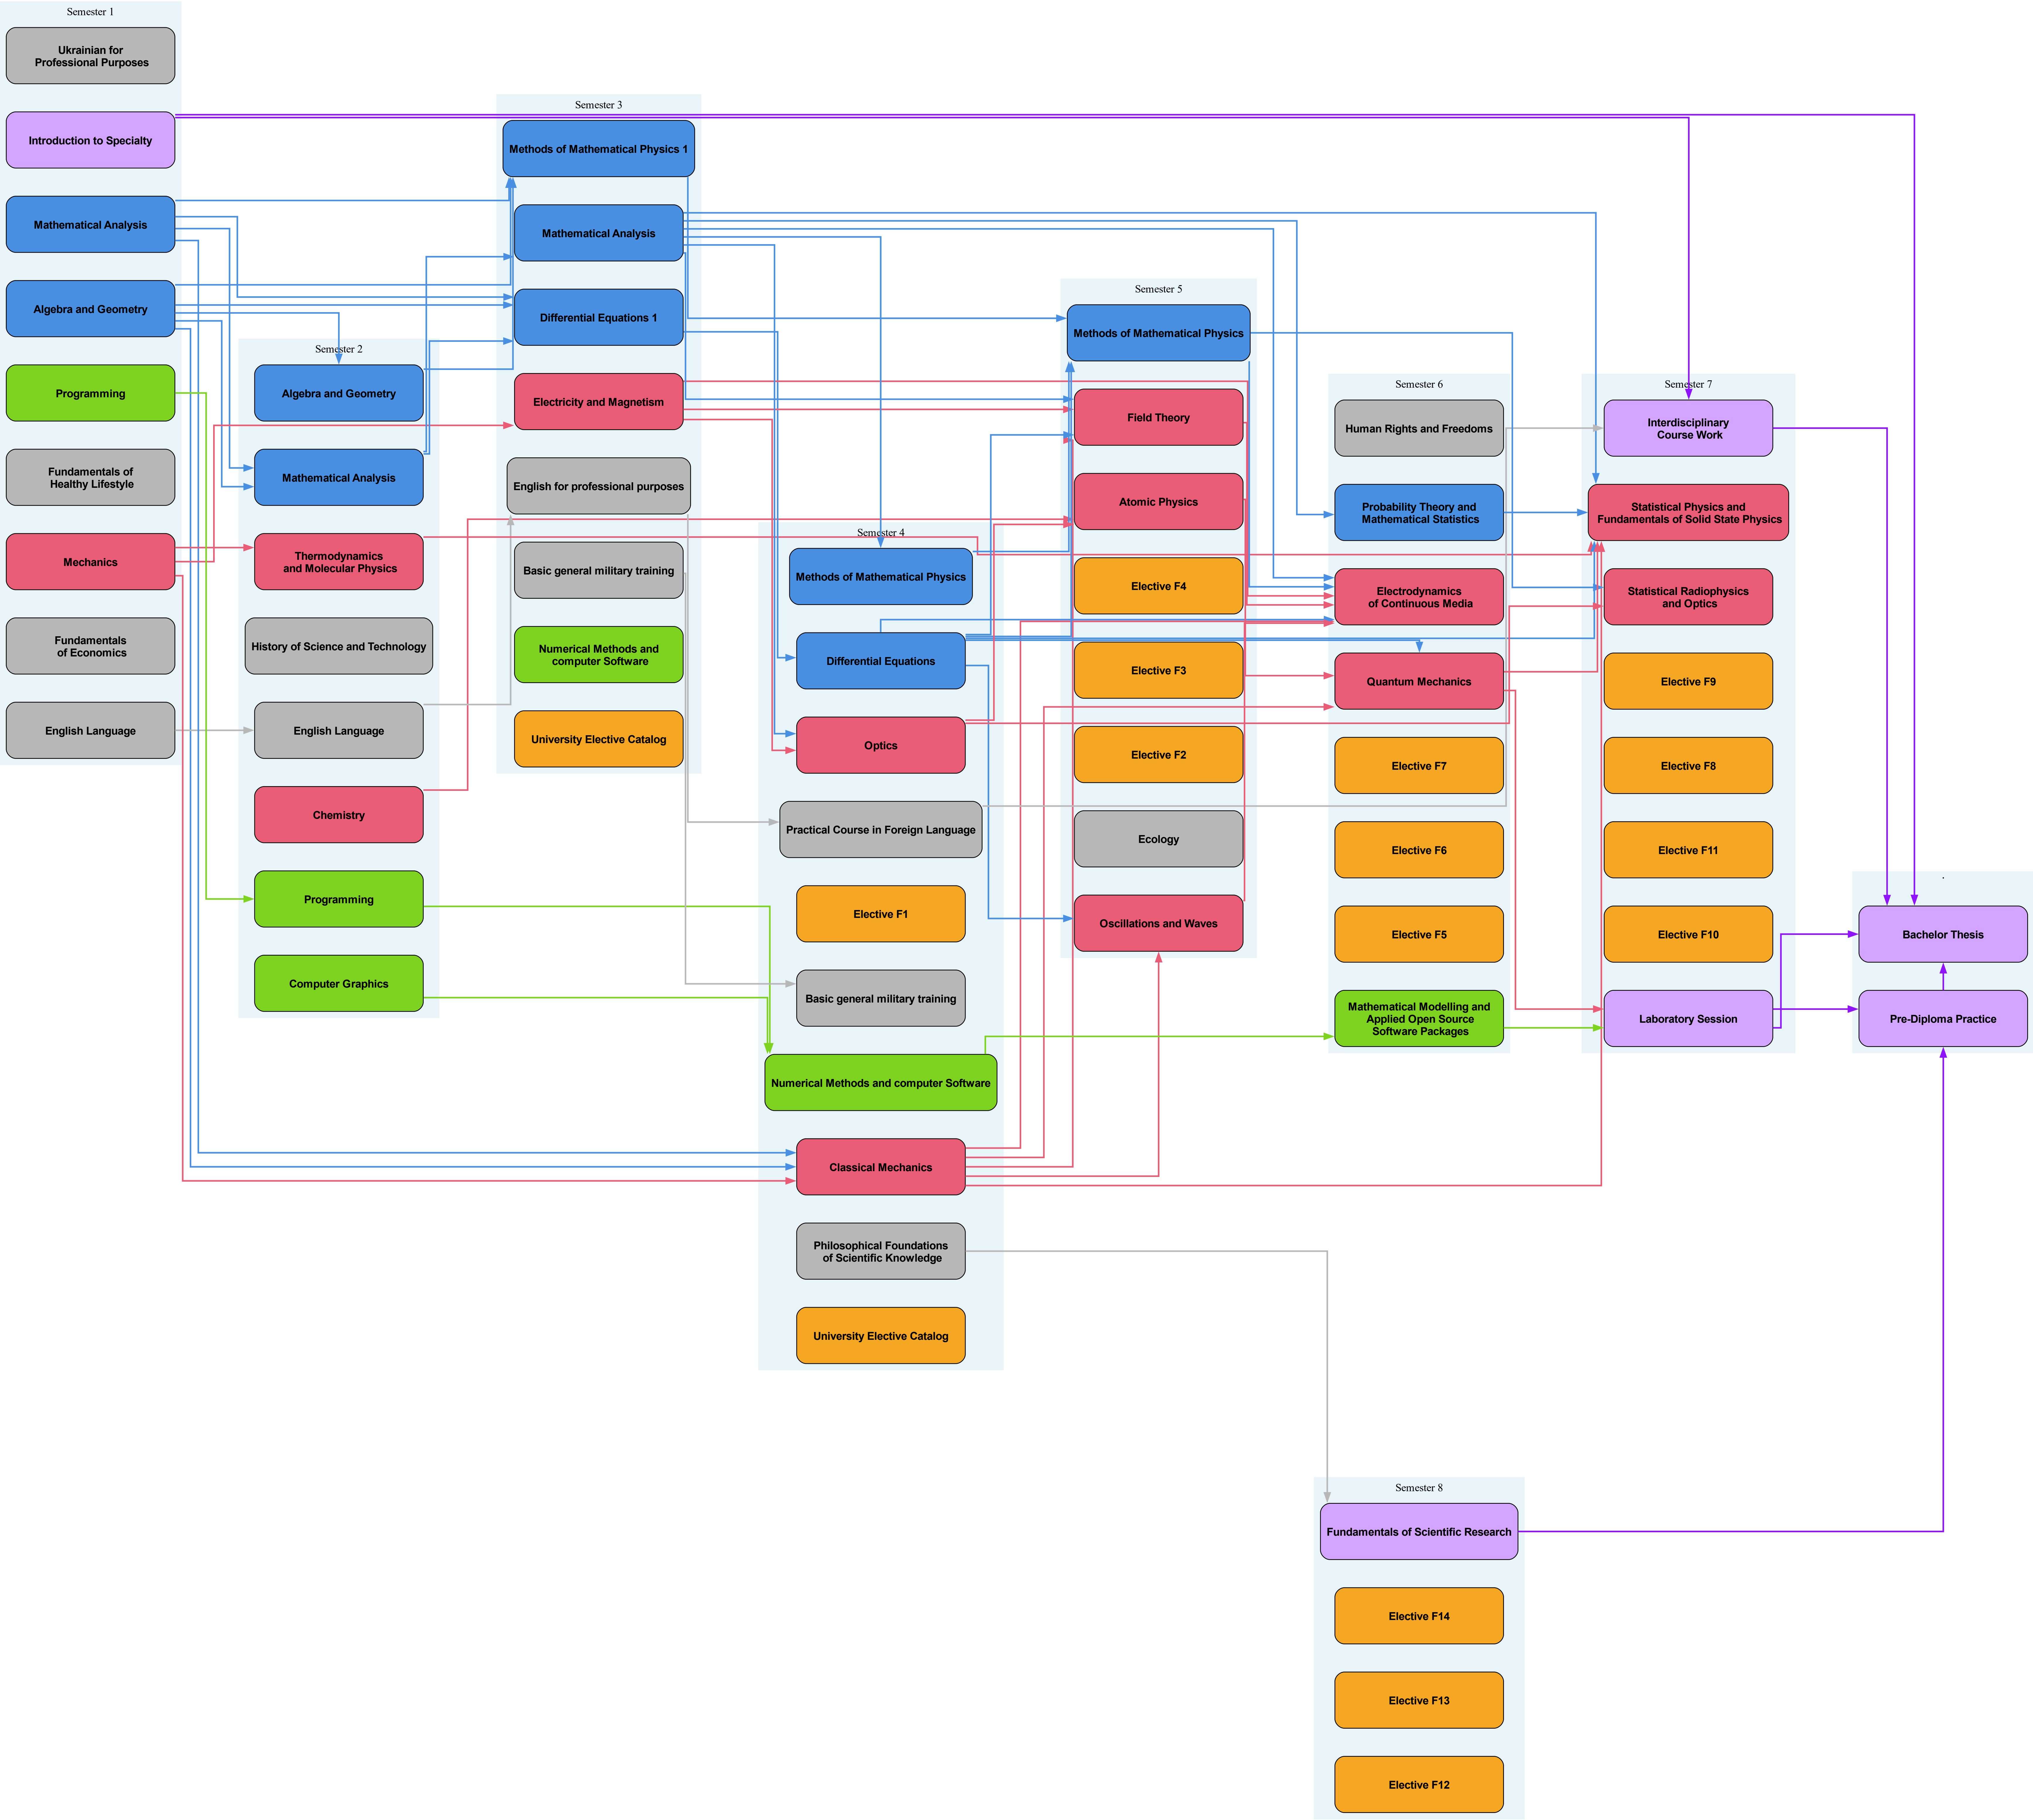 Semester 1
Ukrainian for
Professional Purposes
Introduction to Specialty
Mathematical Analysis
Algebra and Geometry
Programming
Fundamentals of
Healthy Lifestyle
Mechanics
Fundamentals
of Economics
English Language
Semester 2
Algebra and Geometry
Mathematical Analysis
Thermodynamics
and Molecular Physics
History of Science and Technology
English Language
Chemistry
Programming
Computer Graphics
Semester 3
Methods of Mathematical Physics 1
Mathematical Analysis
Differential Equations 1
Electricity and Magnetism
English for professional purposes
Basic general military training
Numerical Methods and
computer Software
University Elective Catalog
Semester 4
Methods of Mathematical Physics
Differential Equations
Optics
Practical Course in Foreign Language
Elective F1
Basic general military training
Numerical Methods and computer Software
Classical Mechanics
Philosophical Foundations
of Scientific Knowledge
University Elective Catalog
Semester 5
Methods of Mathematical Physics
Field Theory
Atomic Physics
Elective F4
Elective F3
Elective F2
Ecology
Oscillations and Waves
Semester 6
Human Rights and Freedoms
Probability Theory and
Mathematical Statistics
Electrodynamics
of Continuous Media
Quantum Mechanics
Elective F7
Elective F6
Elective F5
Mathematical Modelling and
Applied Open Source
Software Packages
Semester 7
Interdisciplinary
Course Work
Statistical Physics and
Fundamentals of Solid State Physics
Statistical Radiophysics
and Optics
Elective F9
Elective F8
Elective F11
Elective F10
Laboratory Session
.
Bachelor Thesis
Pre-Diploma Practice
Semester 8
Fundamentals of Scientific Research
Elective F14
Elective F13
Elective F12